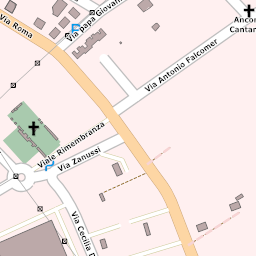 Via Roma
Via Papa Giovanni
Ancon
Cantar
Via Antonio Falcomer
Viale Rimembranza
Via Zanussi
Via Cecilia D